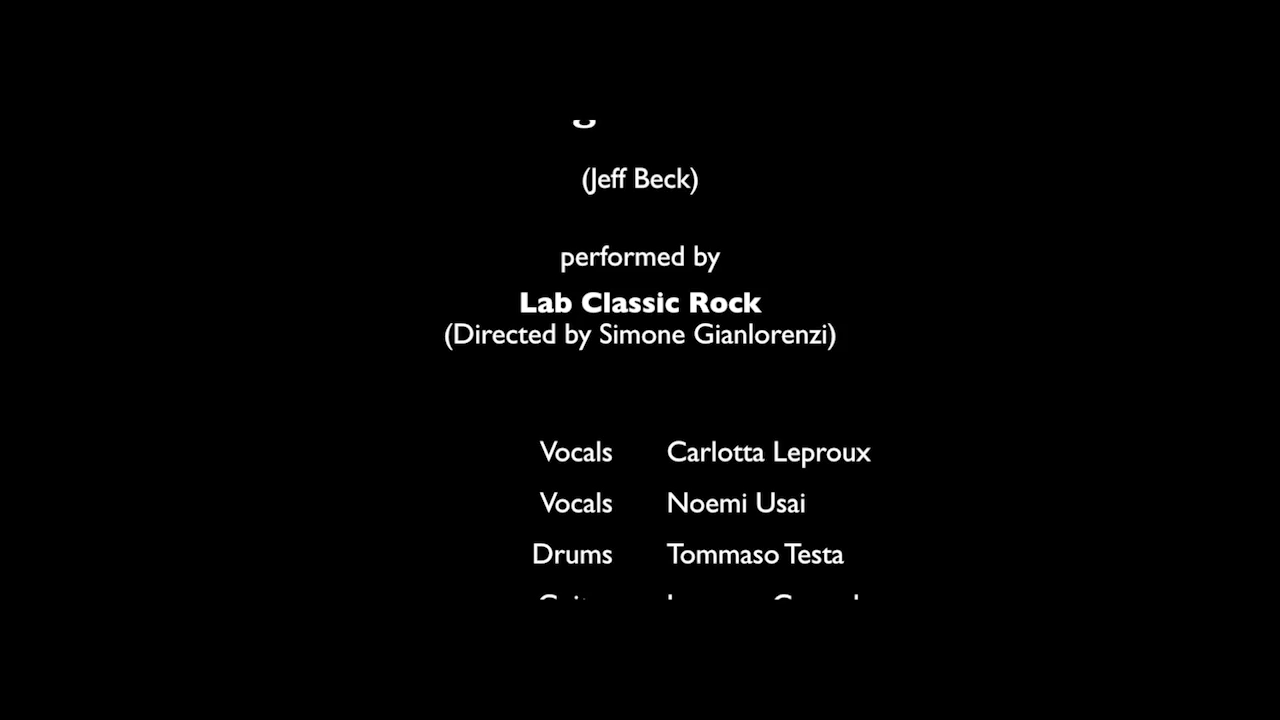 (Jeff Beck)
performed by
Lab Classic Rock
(Directed by Simone Gianlorenzi)
Vocals Carlotta Leproux
Vocals Noemi Usai
Drums Tommaso Testa